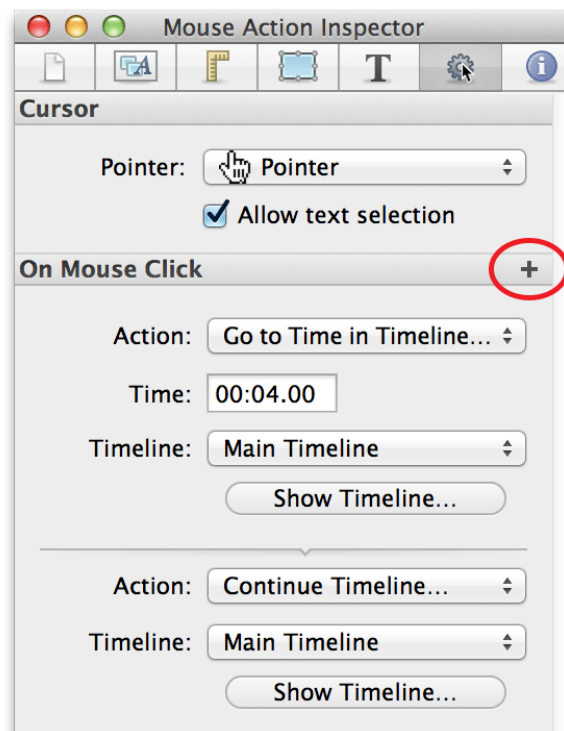 Mouse Action Inspector
A T i
Cursor
Pointer: Pointer
Allow text selection
On Mouse Click +
Action: Go to Time in Timeline...
Time: 00:04.00
Timeline: Main Timeline
Show Timeline...
Action: Continue Timeline...
Timeline: Main Timeline
Show Timeline...